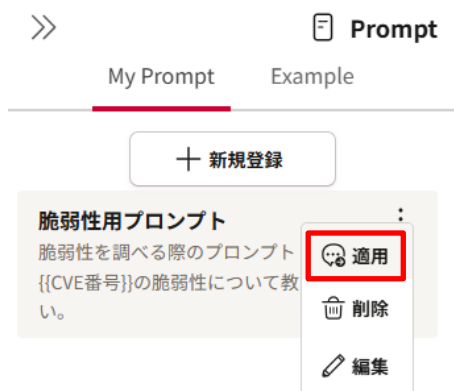 Prompt
My Prompt
Example
新規登録
脆弱性用プロンプト
脆弱性を調べる際のプロンプト
{{CVE番号}}の脆弱性について教
い。
適用
削除
編集